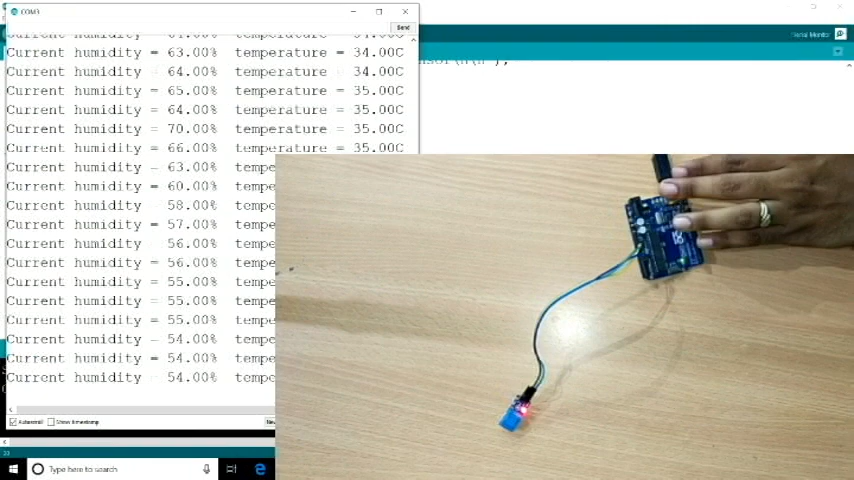 COM3
Send
Current humidity = 63.00%  temperature = 34.00C
Current humidity = 64.00%  temperature = 34.00C
Current humidity = 65.00%  temperature = 35.00C
Current humidity = 64.00%  temperature = 35.00C
Current humidity = 70.00%  temperature = 35.00C
Current humidity = 66.00%  temperature = 35.00C
Current humidity = 63.00%  tempe
Current humidity = 60.00%  tempe
Current humidity = 58.00%  tempe
Current humidity = 57.00%  tempe
Current humidity = 56.00%  tempe
Current humidity = 56.00%  tempe
Current humidity = 55.00%  tempe
Current humidity = 55.00%  tempe
Current humidity = 55.00%  tempe
Current humidity = 54.00%  tempe
Current humidity = 54.00%  tempe
Current humidity = 54.00%  tempe
Autoscroll Show timestamp
Serial Monitor
Type here to search